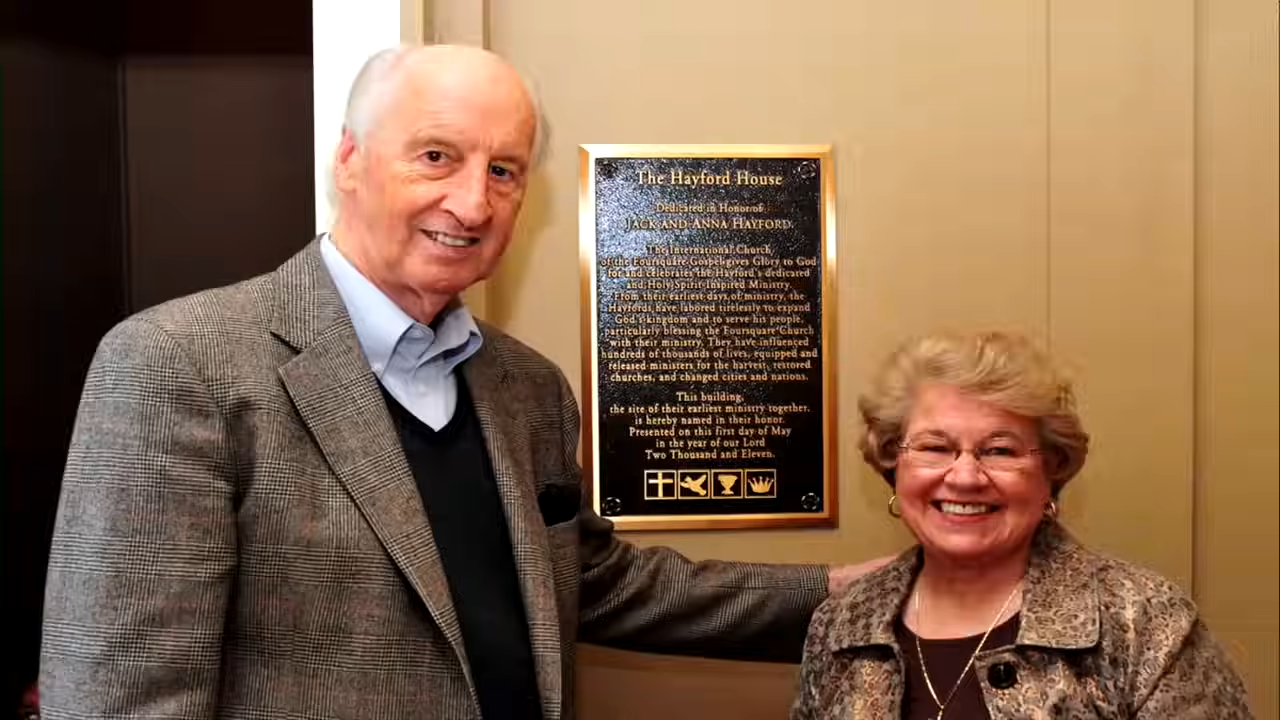 The Hayford House
Dedicated in Honor of
JACK AND ANNA HAYFORD.
The International Church
of the Foursquare Gospel gives Glory to God
for and celebrates the Hayford's dedicated
and Holy Spirit-Inspired Ministry.
From their earliest days of ministry, the
Hayfords have labored tirelessly to expand
God's kingdom and to serve his people,
particularly blessing the Foursquare Church
with their ministry. They have influenced
hundreds of thousands of lives, equipped and
released ministers for the harvest, restored
churches, and changed cities and nations.
This building,
the site of their earliest ministry together,
is hereby named in their honor.
Presented on this first day of May
in the year of our Lord
Two Thousand and Eleven.